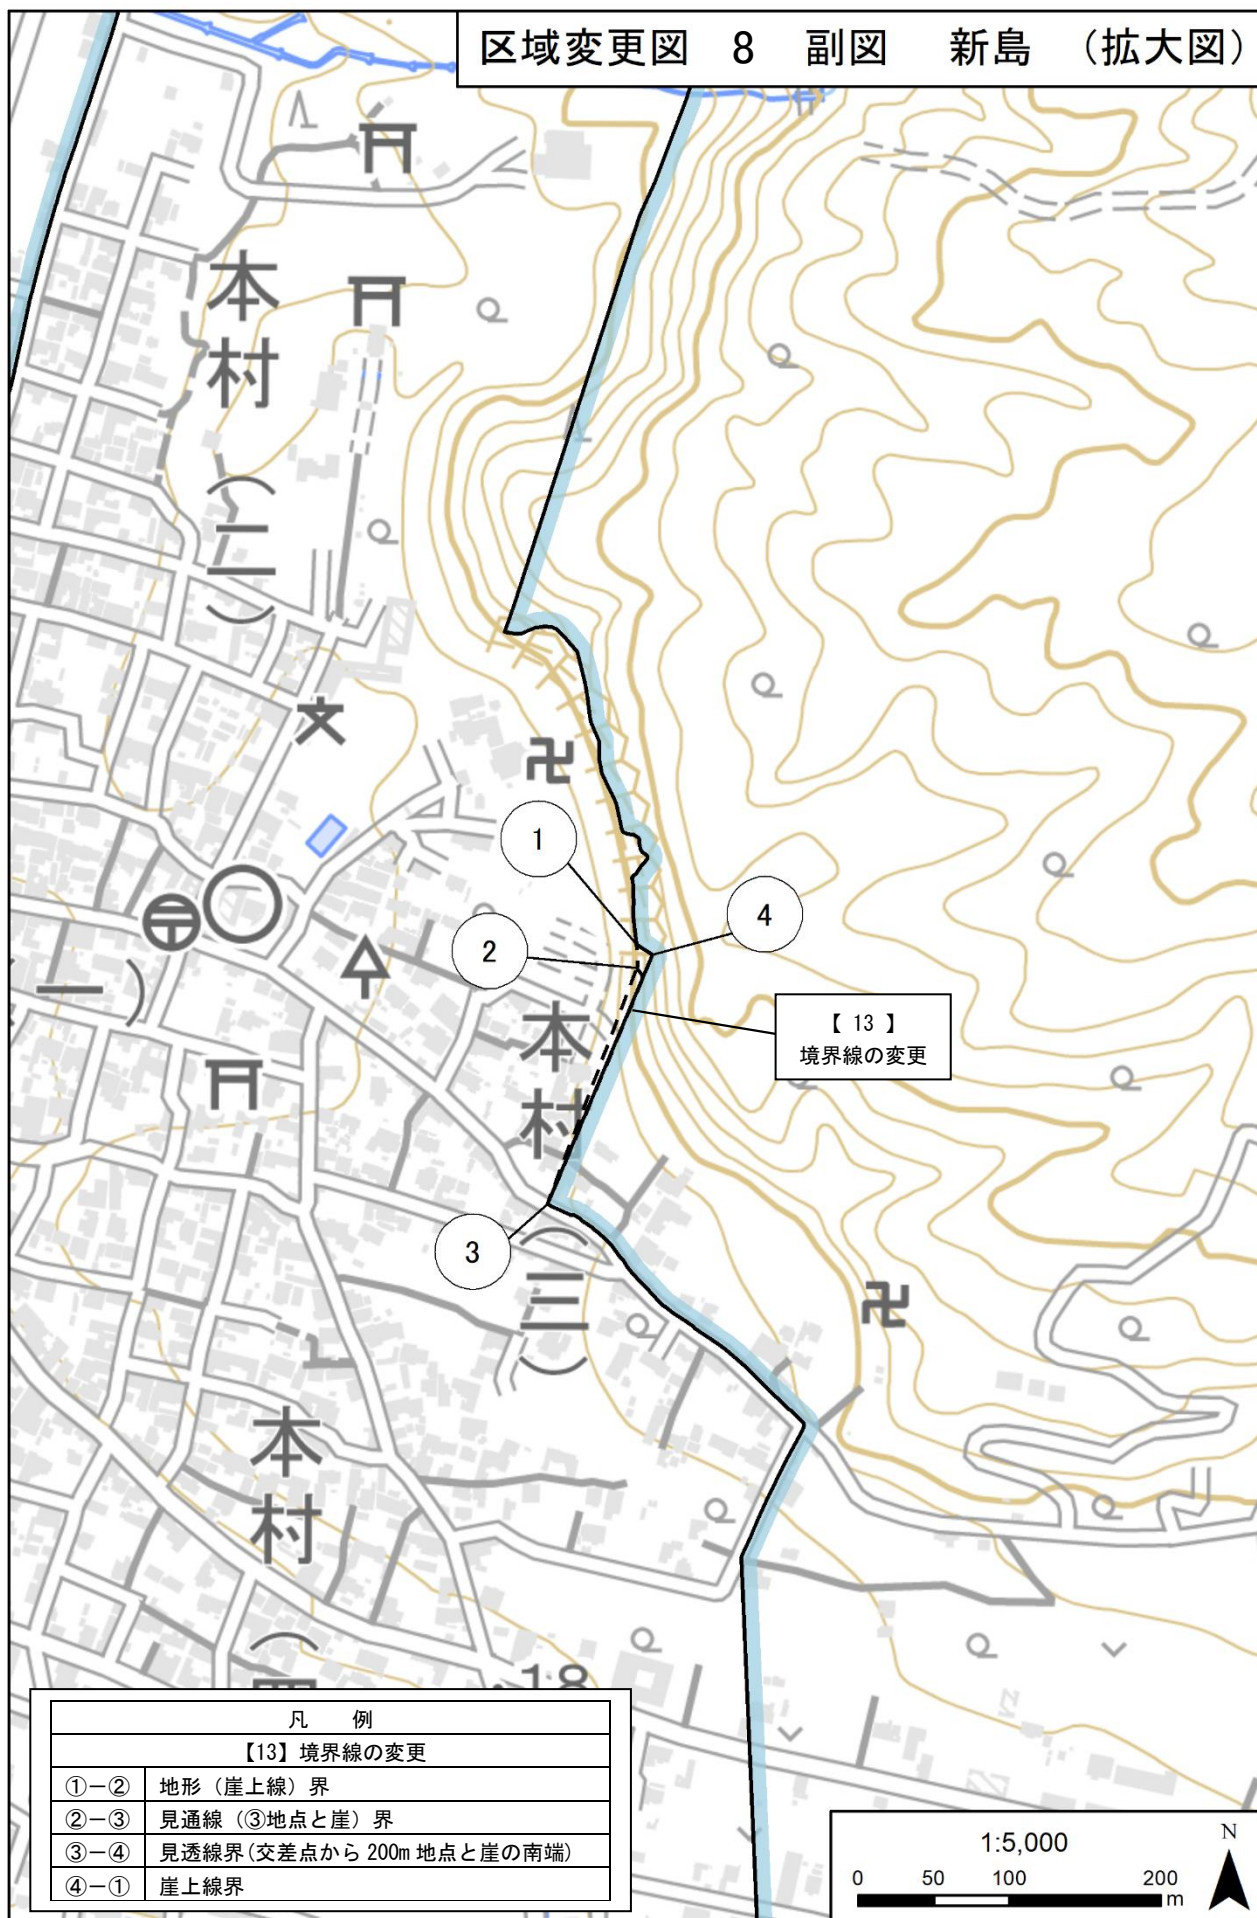 区域変更図 8 副図 新島 （拡大図）
本村（二）
1
4
2
（一）
本村（三）
【 13 】
境界線の変更
3
本村（
18
凡 例
【13】境界線の変更
①－② 地形（崖上線）界
②－③ 見通線（③地点と崖）界
③－④ 見透線界(交差点から 200m 地点と崖の南端)
④－① 崖上線界
1:5,000
0 50 100 200
m
N